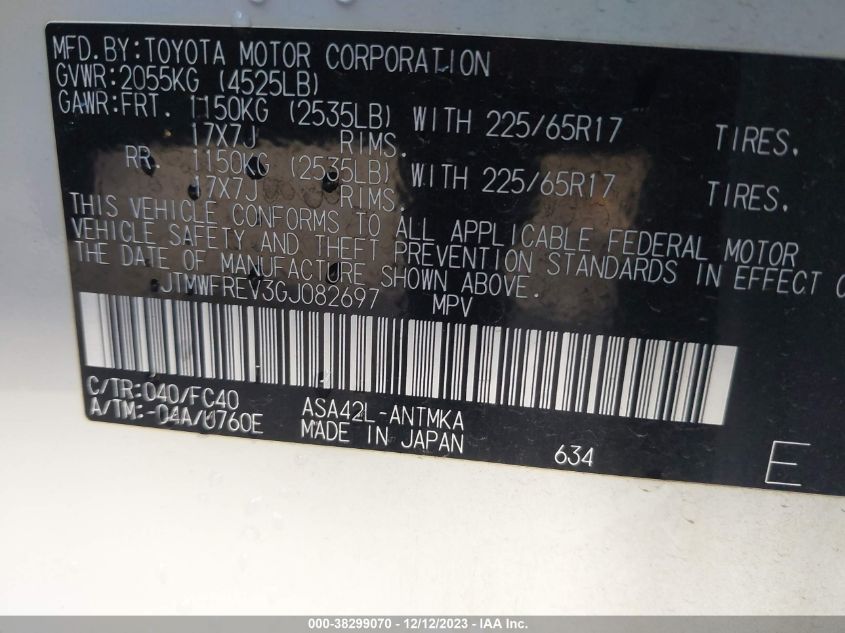 MFD.BY:TOYOTA MOTOR CORPORATION
GVWR:2055KG (4525LB)
GAWR:FRT. 1150KG (2535LB) WITH 225/65R17 TIRES.
17X7J RIMS.
RR. 1150KG (2535LB) WITH 225/65R17 TIRES.
17X7J RIMS.
THIS VEHICLE CONFORMS TO ALL APPLICABLE FEDERAL MOTOR
VEHICLE SAFETY AND THEFT PREVENTION STANDARDS IN EFFECT
THE DATE OF MANUFACTURE SHOWN ABOVE.
JTMWFREV3GJ082697 MPV
C/TR:040/FC40
A/TM:-04A/U760E
ASA42L-ANTMKA
MADE IN JAPAN
634
E
000-38299070 - 12/12/2023 - Copyright © IAA, Inc.